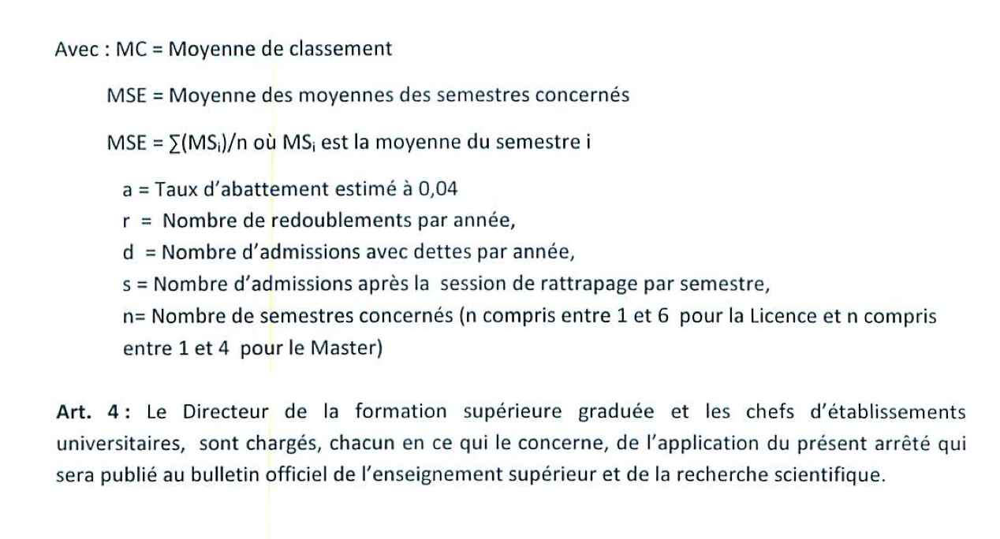 Avec : MC = Moyenne de classement
MSE = Moyenne des moyennes des semestres concernés
MSE = ∑(MSi)/n où MSi est la moyenne du semestre i
a = Taux d’abattement estimé à 0,04
r = Nombre de redoublements par année,
d = Nombre d’admissions avec dettes par année,
s = Nombre d’admissions après la session de rattrapage par semestre,
n= Nombre de semestres concernés (n compris entre 1 et 6 pour la Licence et n compris
entre 1 et 4 pour le Master)
Art. 4 : Le Directeur de la formation supérieure graduée et les chefs d’établissements
universitaires, sont chargés, chacun en ce qui le concerne, de l’application du présent arrêté qui
sera publié au bulletin officiel de l’enseignement supérieur et de la recherche scientifique.